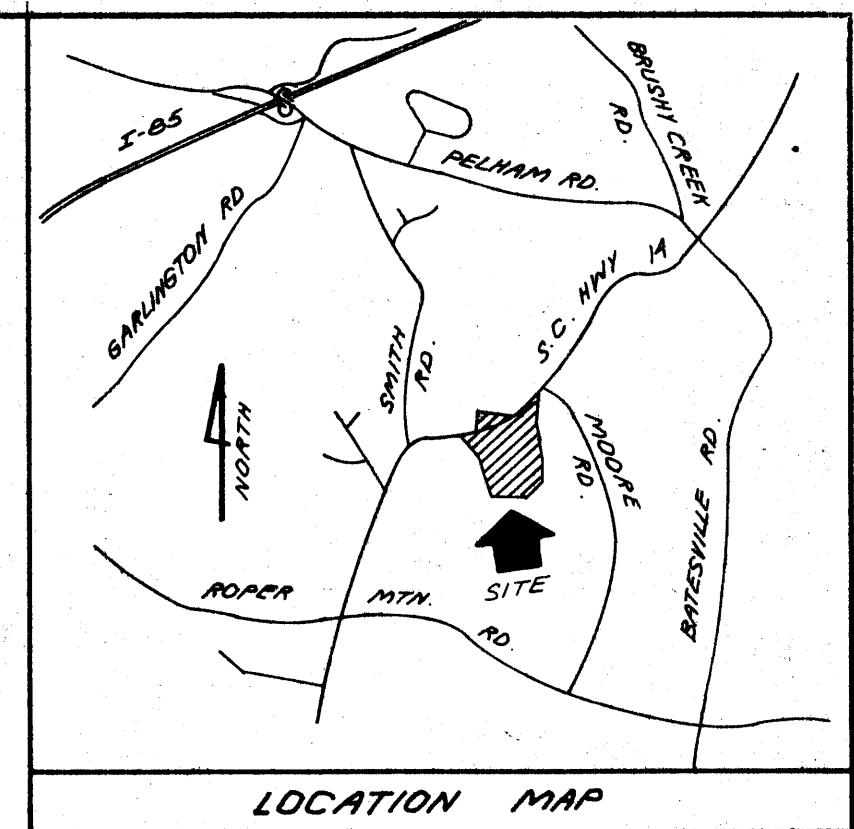 BRUSHY CREEK
RD.
I-85
PELHAM RD.
GARLINGTON RD
S.C. HWY 14
SMITH
RD.
NORTH
MOORE
RD.
BATESVILLE RD.
ROPER MTN.
RD.
SITE
LOCATION MAP